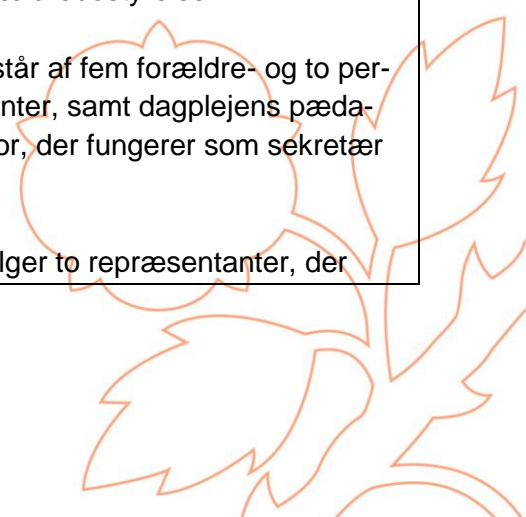 står af fem forældre- og to per-
nter, samt dagplejens pæda-
or, der fungerer som sekretær
lger to repræsentanter, der